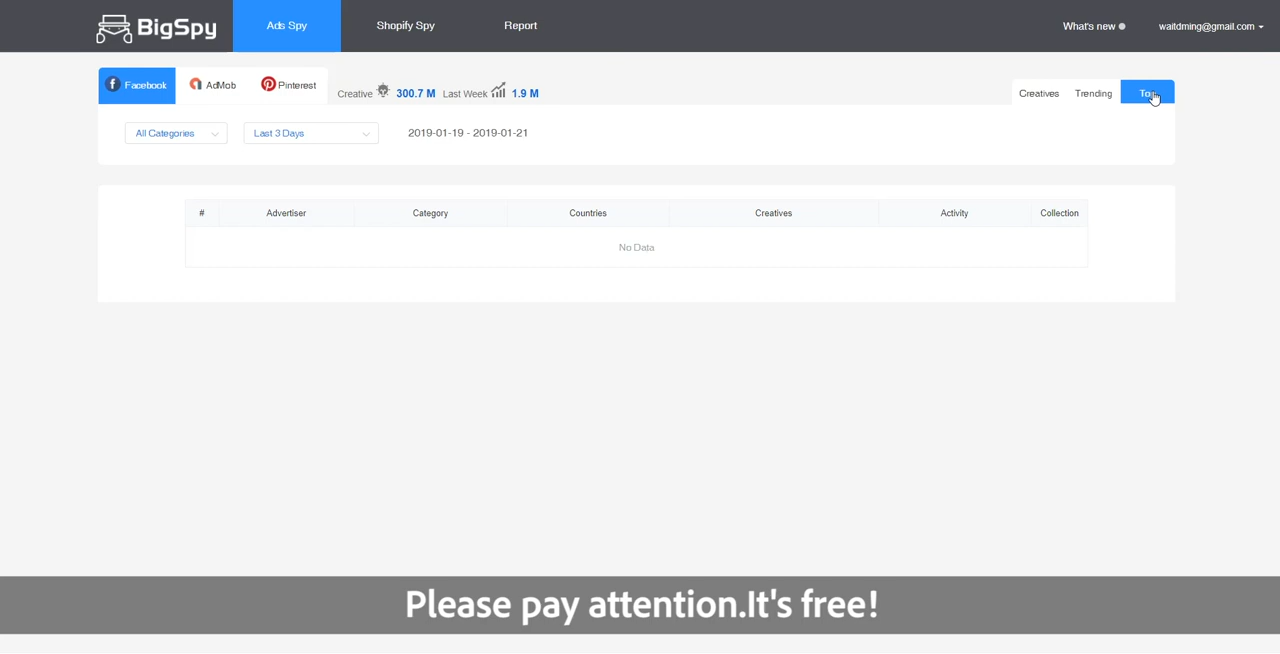 BigSpy
Ads Spy
Shopify Spy
Report
What's new
waitdming@gmail.com
Facebook
AdMob
Pinterest
Creative 300.7 M Last Week 1.9 M
Creatives
Trending
All Categories
Last 3 Days
2019-01-19 - 2019-01-21
# Advertiser Category Countries Creatives Activity Collection
No Data
Please pay attention.It's free!